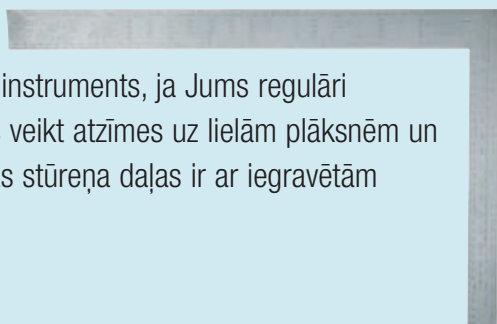 instruments, ja Jums regulāri
veikt atzīmes uz lielām plāksnēm un
stūreņa daļas ir ar iegravētām